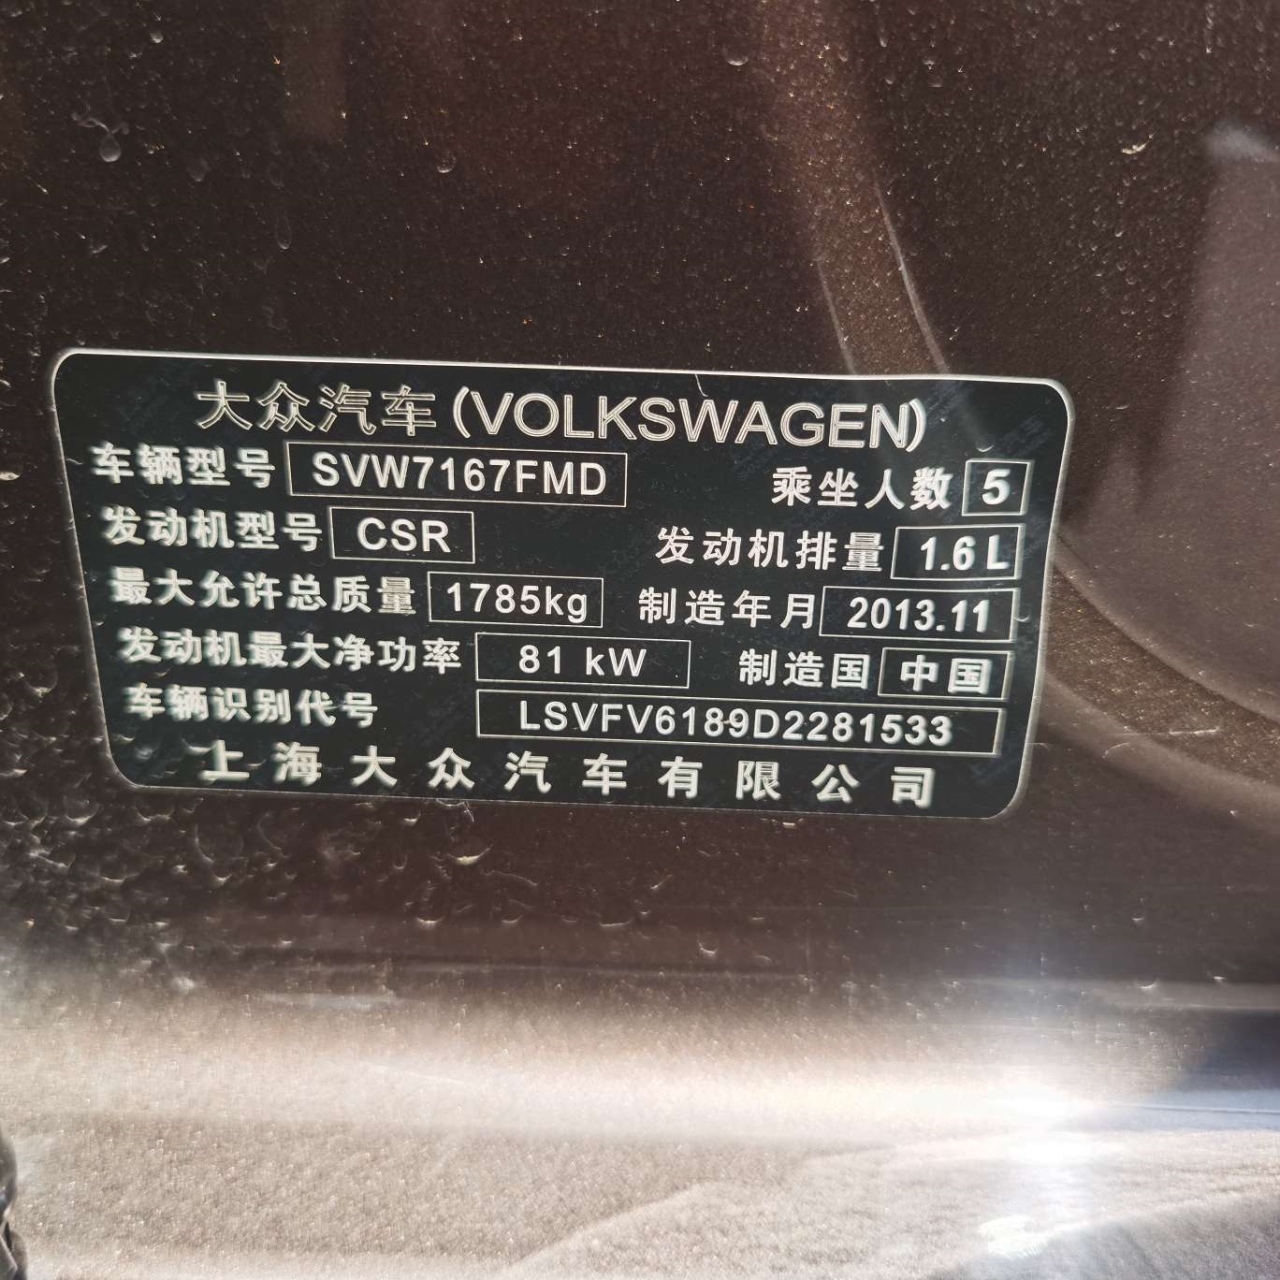 大众汽车(VOLKSWAGEN)
车辆型号 SVW7167FMD 乘坐人数 5
发动机型号 CSR 发动机排量 1.6 L
最大允许总质量 1785kg 制造年月 2013.11
发动机最大净功率 81 kW 制造国 中国
车辆识别代号 LSVFV6189D2281533
上海大众汽车有限公司